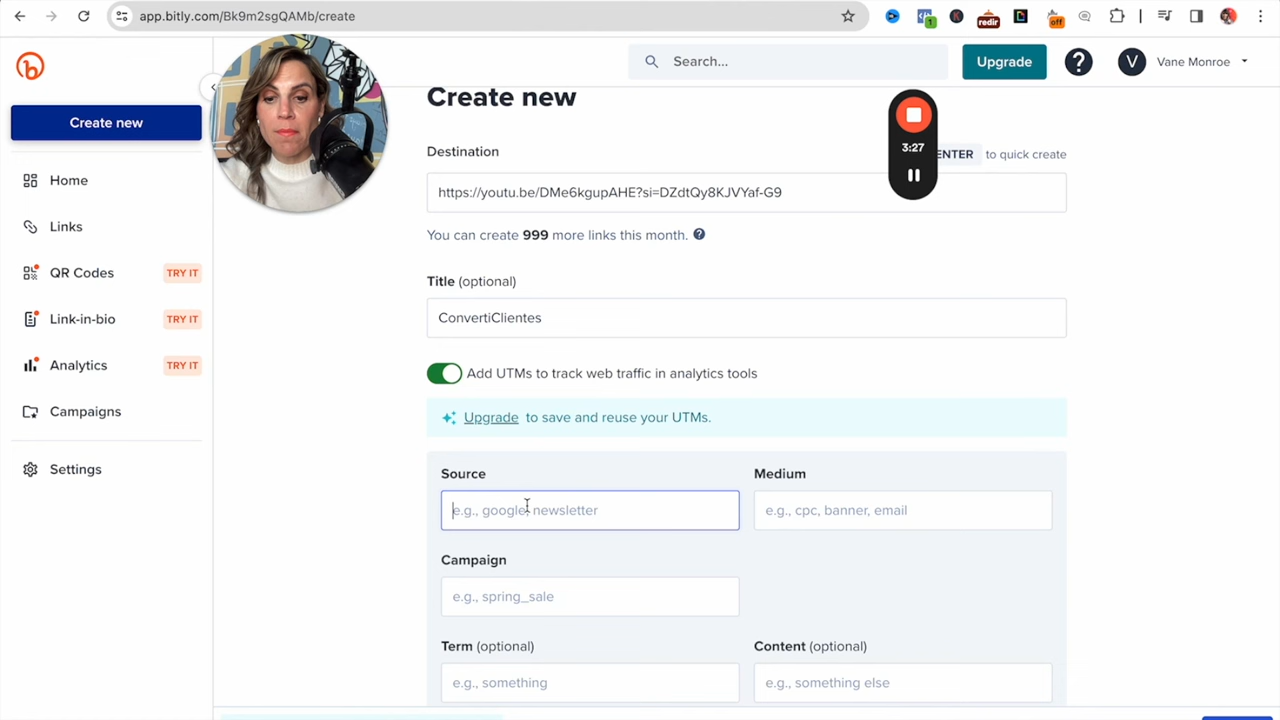 app.bitly.com/Bk9m2sgQAMb/create
1
redir
off
b
Search...
Upgrade
?
V
Vane Monroe
Create new
Home
Links
QR Codes
TRY IT
Link-in-bio
TRY IT
Analytics
TRY IT
Campaigns
Settings
Create new
3:27
Destination
ENTER to quick create
https://youtu.be/DMe6kgupAHE?si=DZdtQy8KJVYaf-G9
You can create 999 more links this month. ?
Title (optional)
ConvertiClientes
Add UTMs to track web traffic in analytics tools
Upgrade to save and reuse your UTMs.
Source
Medium
e.g., google, newsletter
e.g., cpc, banner, email
Campaign
e.g., spring_sale
Term (optional)
Content (optional)
e.g., something
e.g., something else